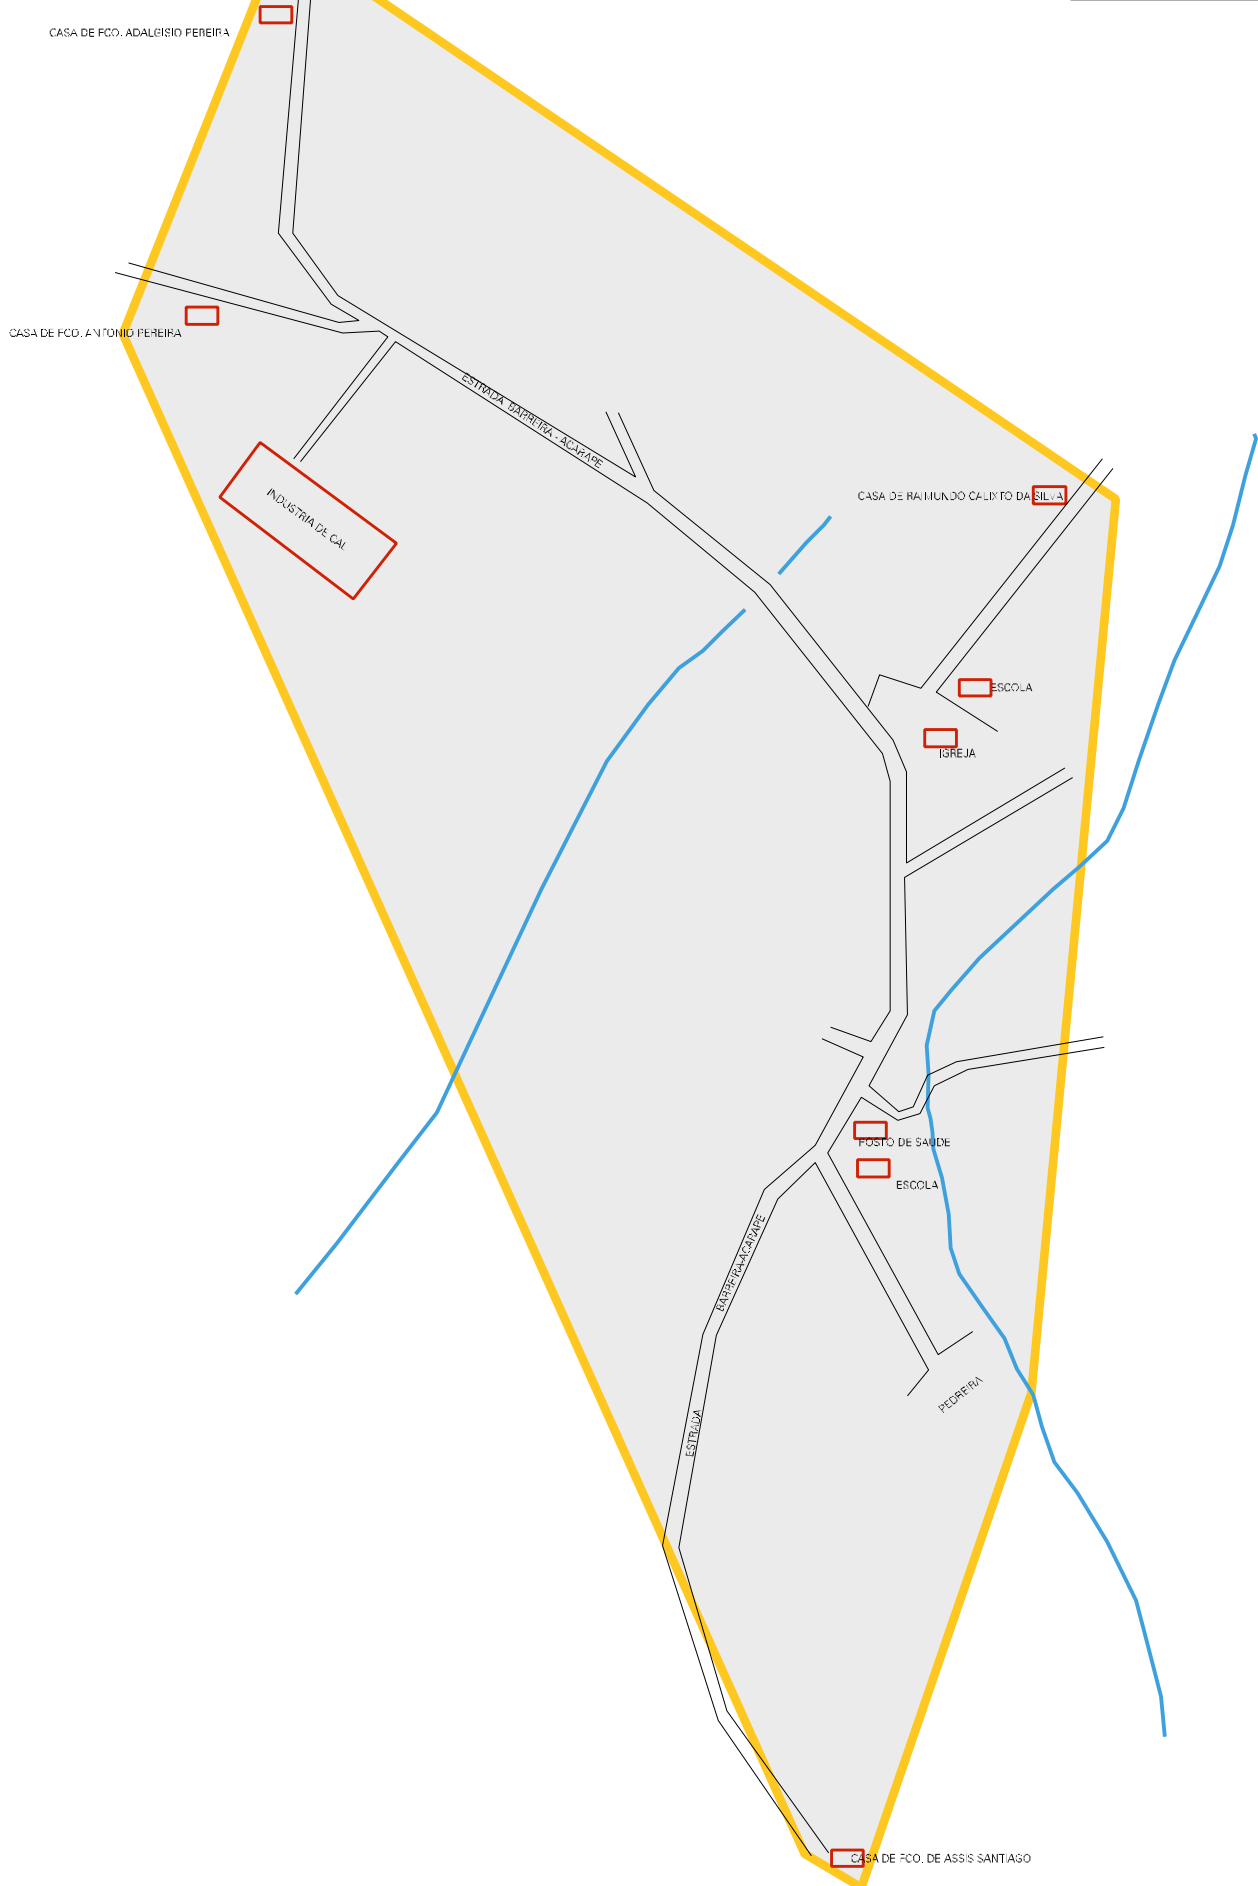 CASA DE FCO. ADALGISIO PEREIRA
CASA DE FCO. ANTONIO PEREIRA
ESTRADA BARREIRA - ACARAPE
INDUSTRIA DE CAL
CASA DE RAIMUNDO CALIXTO DA SILVA
ESCOLA
IGREJA
POSTO DE SAUDE
ESCOLA
BARREIRA-ACARAPE
ESTRADA
PEDREIRA
CASA DE FCO. DE ASSIS SANTIAGO